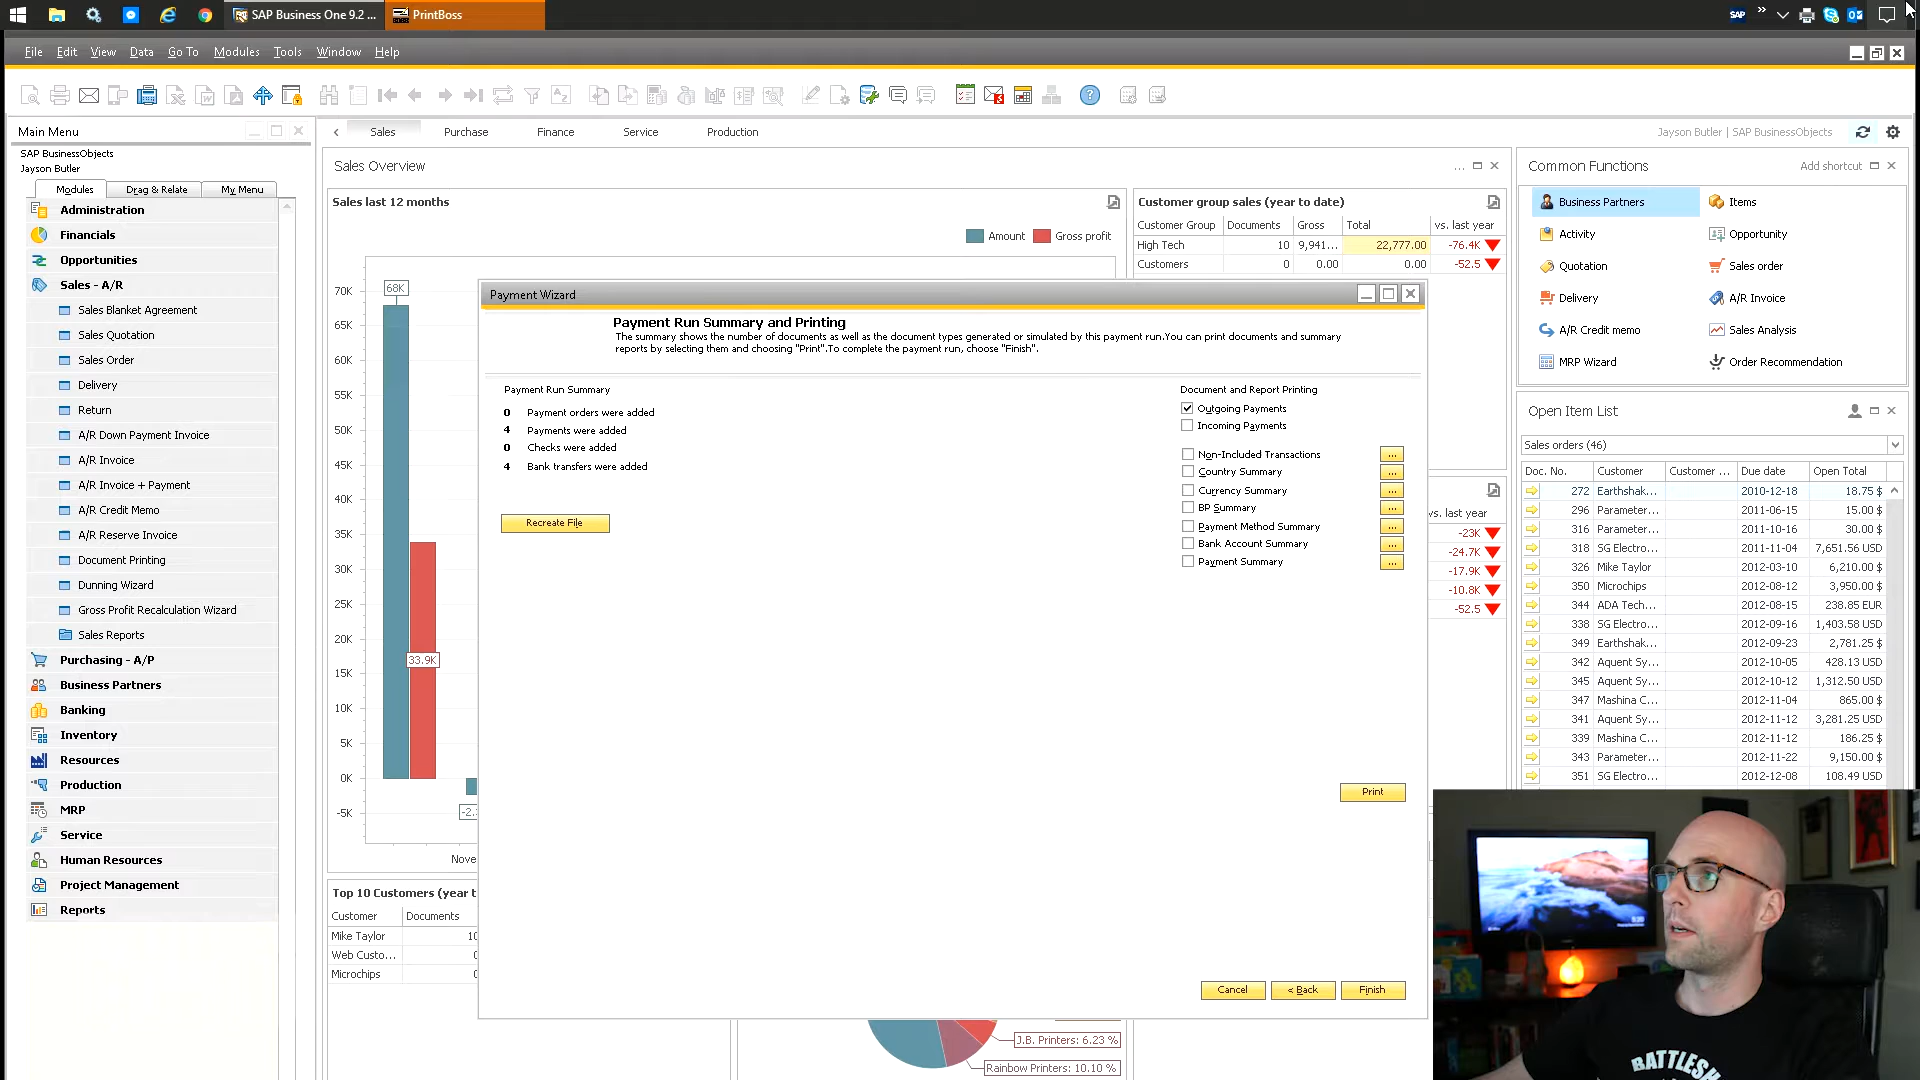 SAP Business One 9.2 ...
PrintBoss
SAP
File Edit View Data Go To Modules Tools Window Help
Main Menu
SAP BusinessObjects
Jayson Butler
Modules Drag & Relate My Menu
Administration
Financials
Opportunities
Sales - A/R
Sales Blanket Agreement
Sales Quotation
Sales Order
Delivery
Return
A/R Down Payment Invoice
A/R Invoice
A/R Invoice + Payment
A/R Credit Memo
A/R Reserve Invoice
Document Printing
Dunning Wizard
Gross Profit Recalculation Wizard
Sales Reports
Purchasing - A/P
Business Partners
Banking
Inventory
Resources
Production
MRP
Service
Human Resources
Project Management
Reports
Sales Purchase Finance Service Production
Jayson Butler | SAP BusinessObjects
Sales Overview
Sales last 12 months
Amount Gross profit
70K
65K
60K
55K
50K
45K
40K
35K
30K
25K
20K
15K
10K
5K
0K
-5K
68K
33.9K
-2.
Nove
Customer group sales (year to date)
Customer Group Documents Gross Total vs. last year
High Tech 10 9,941... 22,777.00 -76.4K
Customers 0 0.00 0.00 -52.5
vs. last year
-23K
-24.7K
-17.9K
-10.8K
-52.5
Payment Wizard
Payment Run Summary and Printing
The summary shows the number of documents as well as the document types generated or simulated by this payment run.You can print documents and summary
reports by selecting them and choosing "Print".To complete the payment run, choose "Finish".
Payment Run Summary
0 Payment orders were added
4 Payments were added
0 Checks were added
4 Bank transfers were added
Recreate File
Document and Report Printing
Outgoing Payments
Incoming Payments
Non-Included Transactions ...
Country Summary ...
Currency Summary ...
BP Summary ...
Payment Method Summary ...
Bank Account Summary ...
Payment Summary ...
Print
Cancel < Back Finish
Top 10 Customers (year t
Customer Documents
Mike Taylor 10
Web Custo... 0
Microchips 0
J.B. Printers: 6.23 %
Rainbow Printers: 10.10 %
Common Functions
Add shortcut
Business Partners Items
Activity Opportunity
Quotation Sales order
Delivery A/R Invoice
A/R Credit memo Sales Analysis
MRP Wizard Order Recommendation
Open Item List
Sales orders (46)
Doc. No. Customer Customer ... Due date Open Total
272 Earthshak... 2010-12-18 18.75 $
296 Parameter... 2011-06-15 15.00 $
316 Parameter... 2011-10-16 30.00 $
318 SG Electro... 2011-11-04 7,651.56 USD
326 Mike Taylor 2012-03-10 6,210.00 $
350 Microchips 2012-08-12 3,950.00 $
344 ADA Tech... 2012-08-15 238.85 EUR
338 SG Electro... 2012-09-16 1,403.58 USD
349 Earthshak... 2012-09-23 2,781.25 $
342 Aquent Sy... 2012-10-05 428.13 USD
345 Aquent Sy... 2012-10-12 1,312.50 USD
347 Mashina C... 2012-11-04 865.00 $
341 Aquent Sy... 2012-11-12 3,281.25 USD
339 Mashina C... 2012-11-12 186.25 $
343 Parameter... 2012-11-22 9,150.00 $
351 SG Electro... 2012-12-08 108.49 USD
BATTLESH